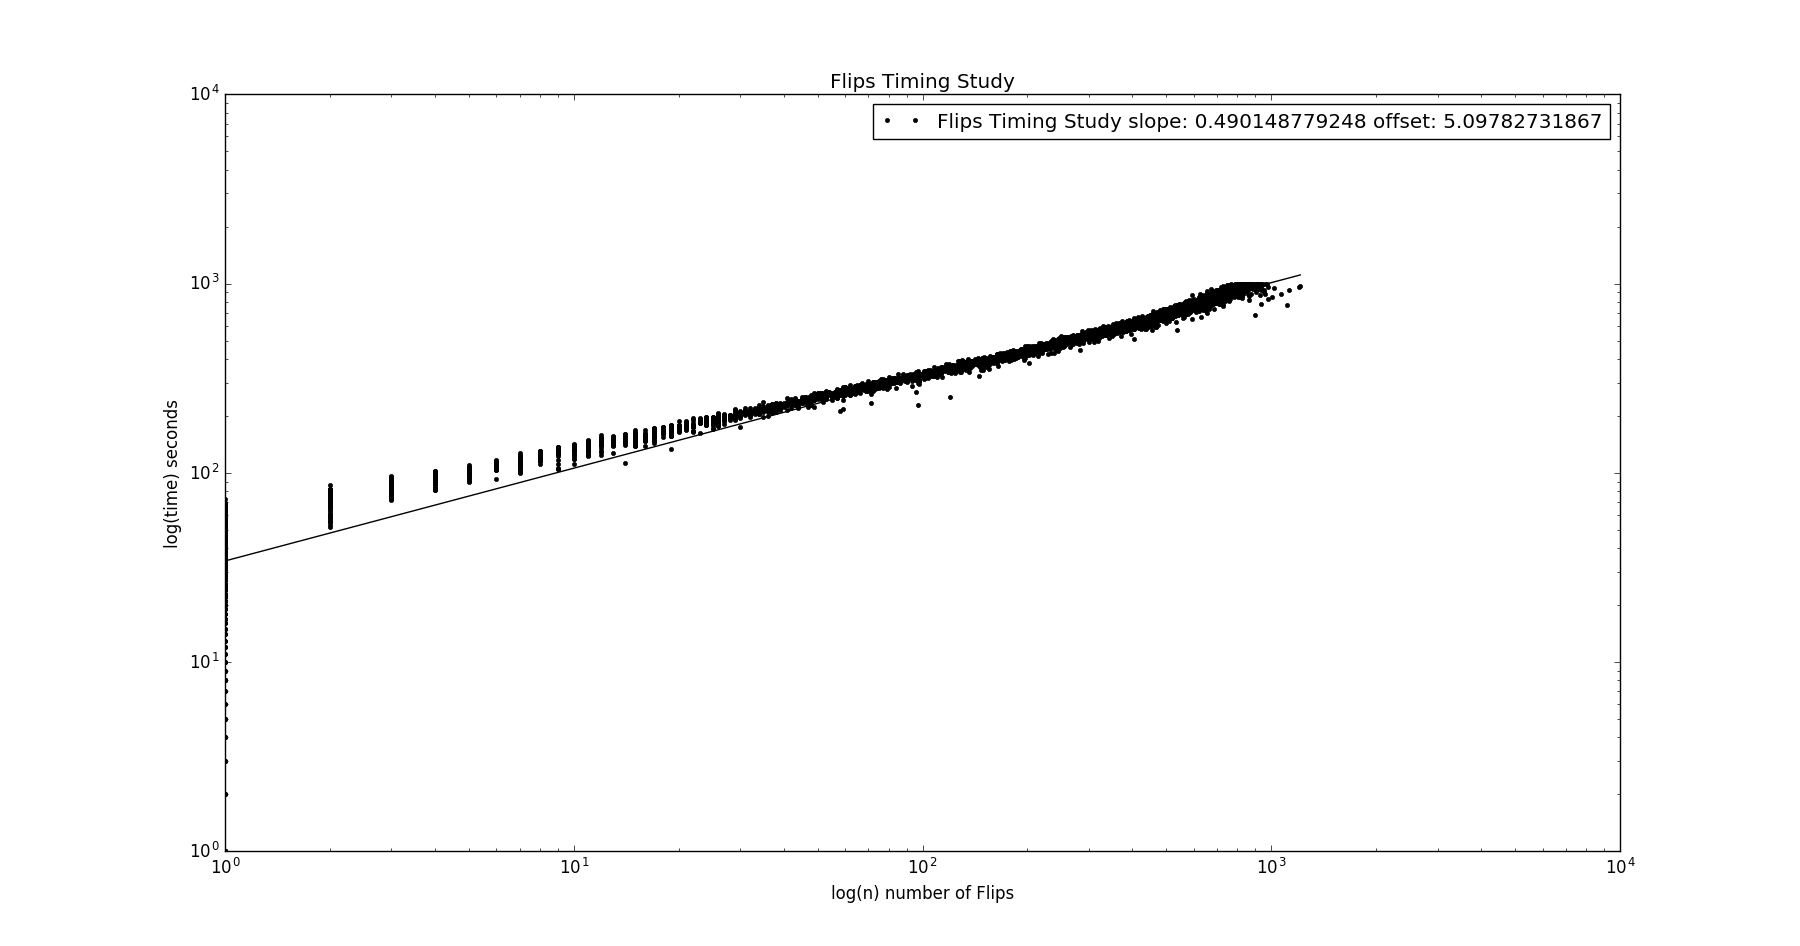 Flips Timing Study
Flips Timing Study slope: 0.490148779248 offset: 5.09782731867
10^4
10^3
10^2
10^1
10^0
log(time) seconds
10^0 10^1 10^2 10^3 10^4
log(n) number of Flips